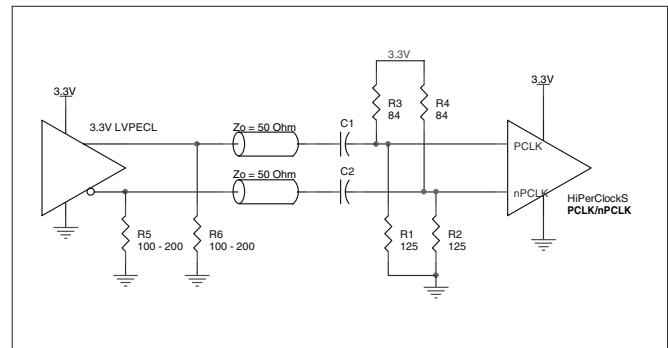 3.3V
3.3V
3.3V
3.3V LVPECL
Zo = 50 Ohm
C1
R3
84
R4
84
PCLK
Zo = 50 Ohm
C2
nPCLK
HiPerClockS
PCLK/nPCLK
R5
100 - 200
R6
100 - 200
R1
125
R2
125